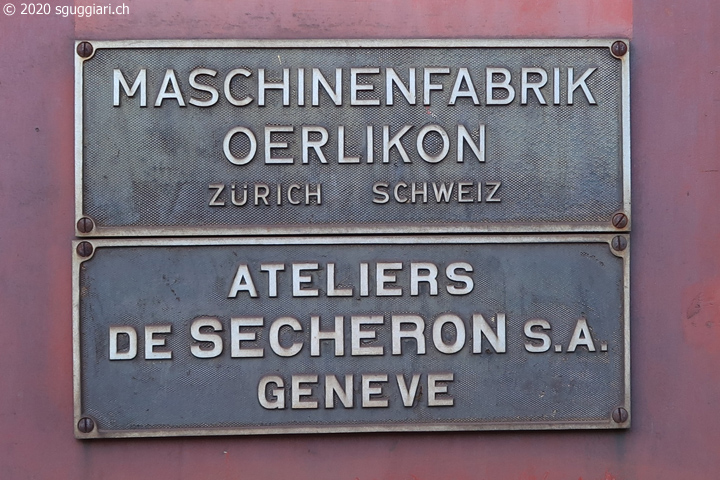 © 2020 sguggiari.ch
MASCHINENFABRIK
OERLIKON
ZÜRICH SCHWEIZ
ATELIERS
DE SECHERON S.A.
GENEVE